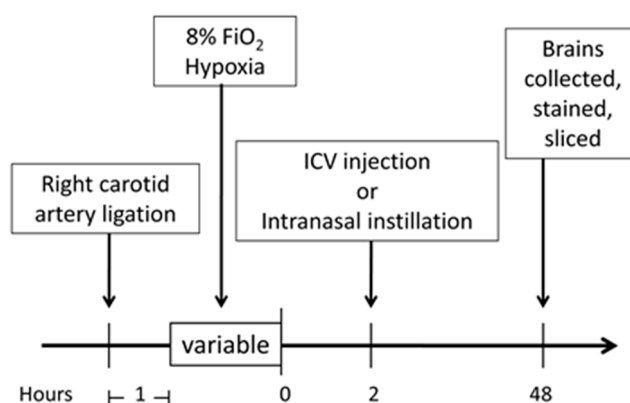 8% FiO₂
Hypoxia
Brains
collected,
stained,
sliced
Right carotid
artery ligation
ICV injection
or
Intranasal instillation
variable
Hours 1 0 2 48